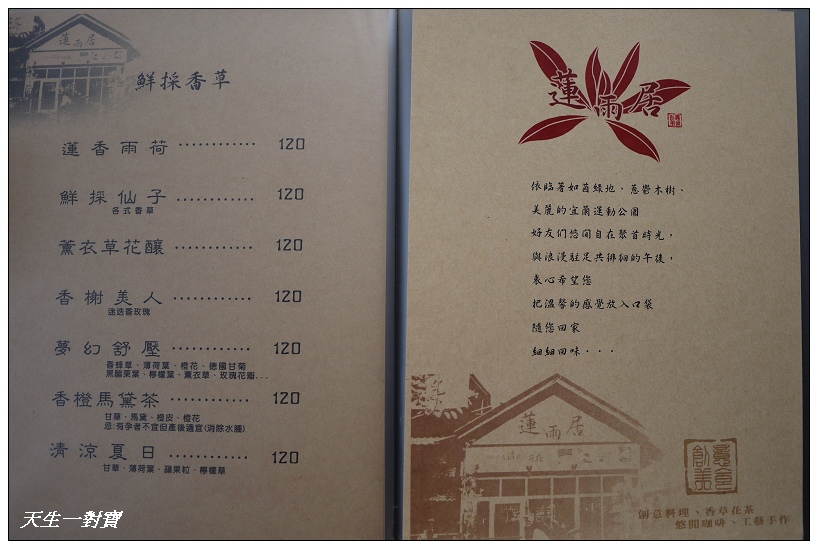 蓮雨居
鮮採香草
蓮香雨荷 ············ 120
鮮採仙子 ············ 120
各式香草
薰衣草花釀 ············ 120
香榭美人 ············ 120
迷迭香玫瑰
夢幻舒壓 ············ 120
香蜂草、薄荷葉、橙花、德國甘菊
黑醋栗葉、檸檬葉、薰衣草、玫瑰花瓣...
香橙馬黛茶 ············ 120
甘草、馬黛、橙皮、橙花
忌:有孕者不宜但產後適宜(消除水腫)
清涼夏日 ············ 120
甘草、薄荷葉、蘋果粒、檸檬草
天生一對寶
蓮雨居
依臨著如茵綠地、蔥鬱木樹、
美麗的宜蘭運動公園
好友们悠閒自在聚首時光，
與浪漫駐足共徘徊的午後，
衷心希望您
把溫馨的感覺放入口袋
隨您回家
細細回味···
蓮雨居
創意料理、香草花茶
悠閒咖啡、工藝手作